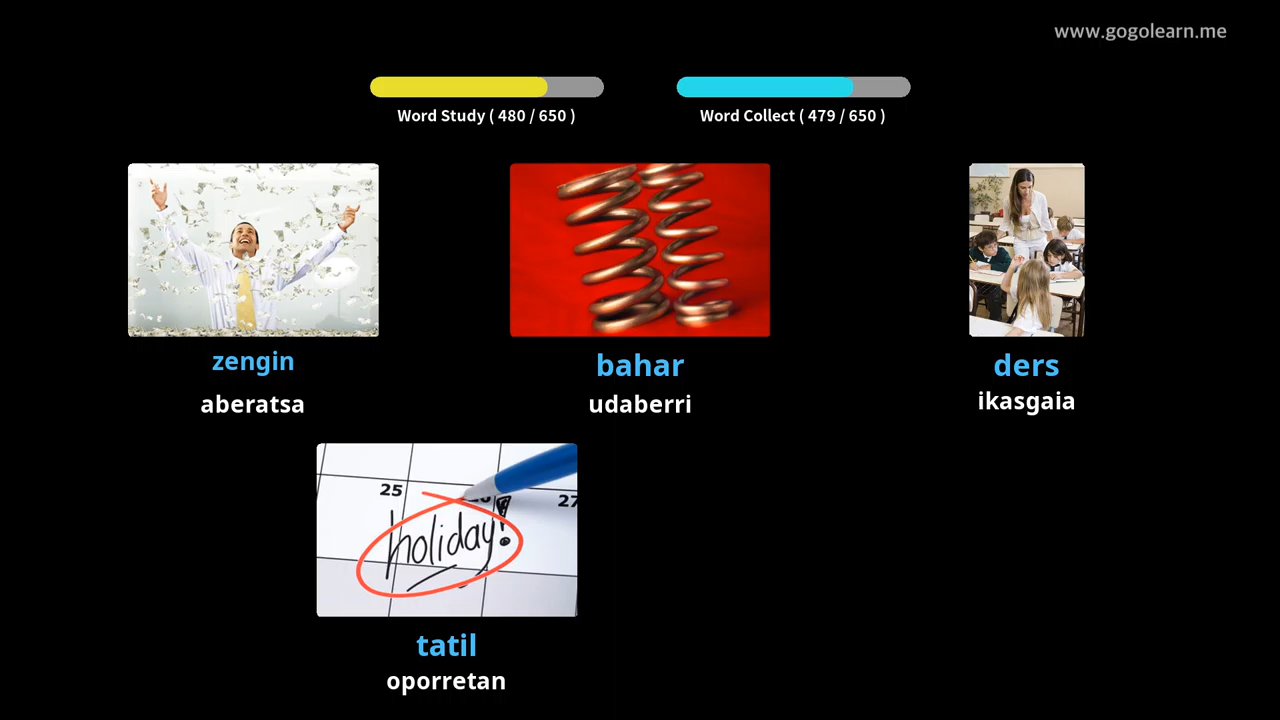 www.gogolearn.me
Word Study ( 480 / 650 )
Word Collect ( 479 / 650 )
zengin
aberatsa
bahar
udaberri
ders
ikasgaia
25
27
holiday!
tatil
oporretan